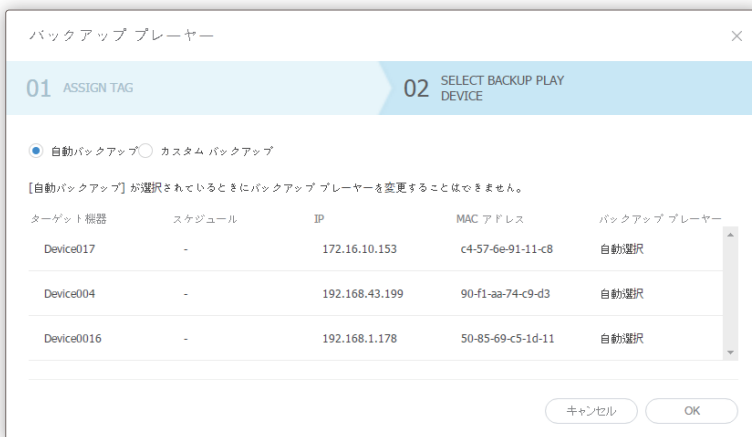 バックアップ プレーヤー
01 ASSIGN TAG
02 SELECT BACKUP PLAY
DEVICE
自動バックアップ カスタム バックアップ
[自動バックアップ] が選択されているときにバックアップ プレーヤーを変更することはできません。
ターゲット機器 スケジュール IP MAC アドレス バックアップ プレーヤー
Device017 - 172.16.10.153 c4-57-6e-91-11-c8 自動選択
Device004 - 192.168.43.199 90-f1-aa-74-c9-d3 自動選択
Device0016 - 192.168.1.178 50-85-69-c5-1d-11 自動選択
キャンセル OK